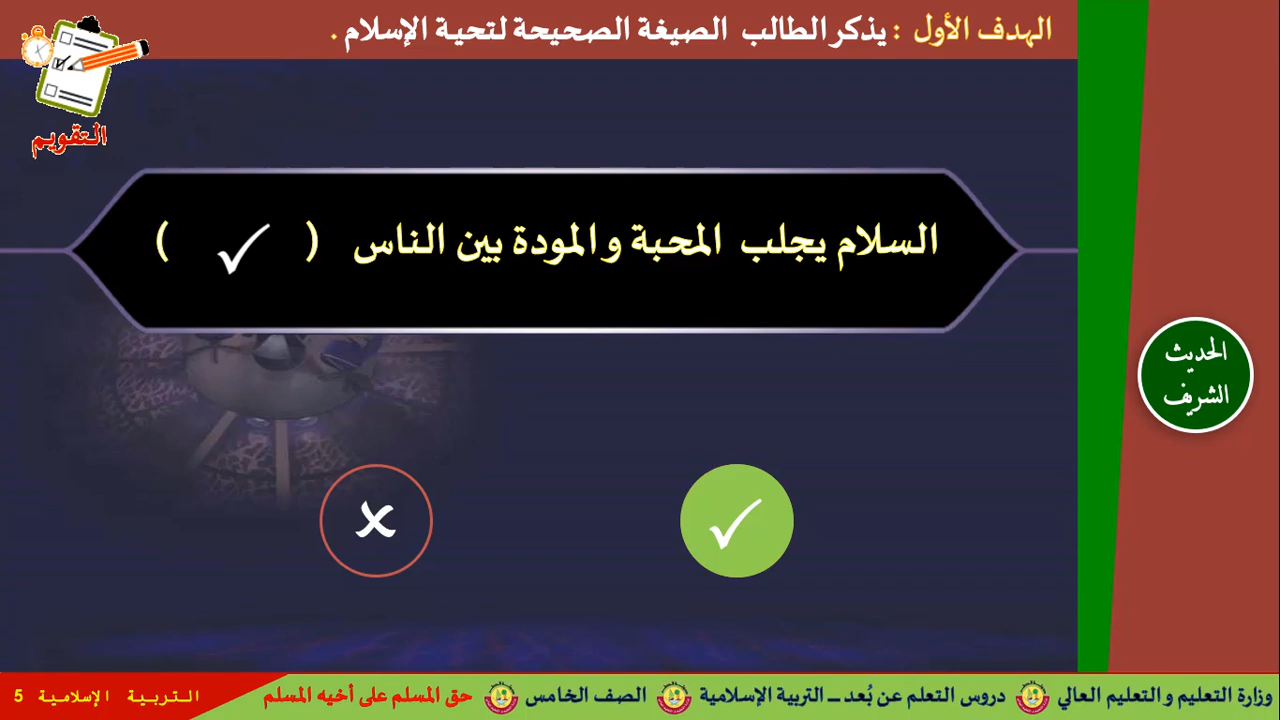 الهدف الأول : يذكر الطالب الصيغة الصحيحة لتحية الإسلام .
التقويم
السلام يجلب المحبة والمودة بين الناس ( ✓ )
الحديث
الشريف
✓ ✗
وزارة التعليم والتعليم العالي دروس التعلم عن بُعد – التربية الإسلامية الصف الخامس حق المسلم على أخيه المسلم التربية الإسلامية 5